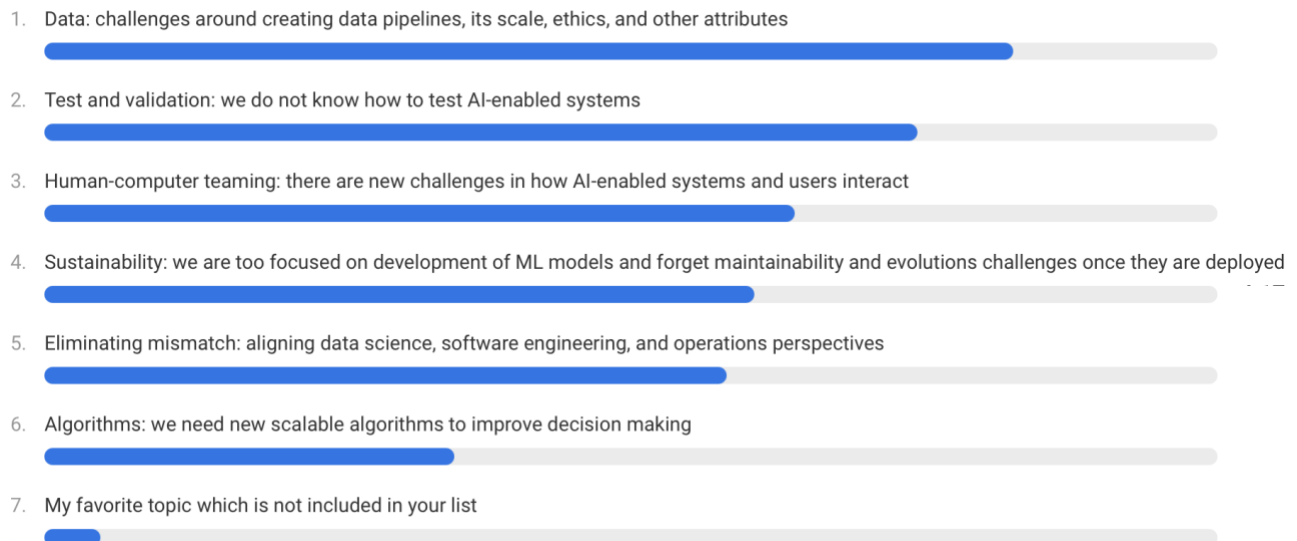 1. Data: challenges around creating data pipelines, its scale, ethics, and other attributes
2. Test and validation: we do not know how to test AI-enabled systems
3. Human-computer teaming: there are new challenges in how AI-enabled systems and users interact
4. Sustainability: we are too focused on development of ML models and forget maintainability and evolutions challenges once they are deployed
5. Eliminating mismatch: aligning data science, software engineering, and operations perspectives
6. Algorithms: we need new scalable algorithms to improve decision making
7. My favorite topic which is not included in your list